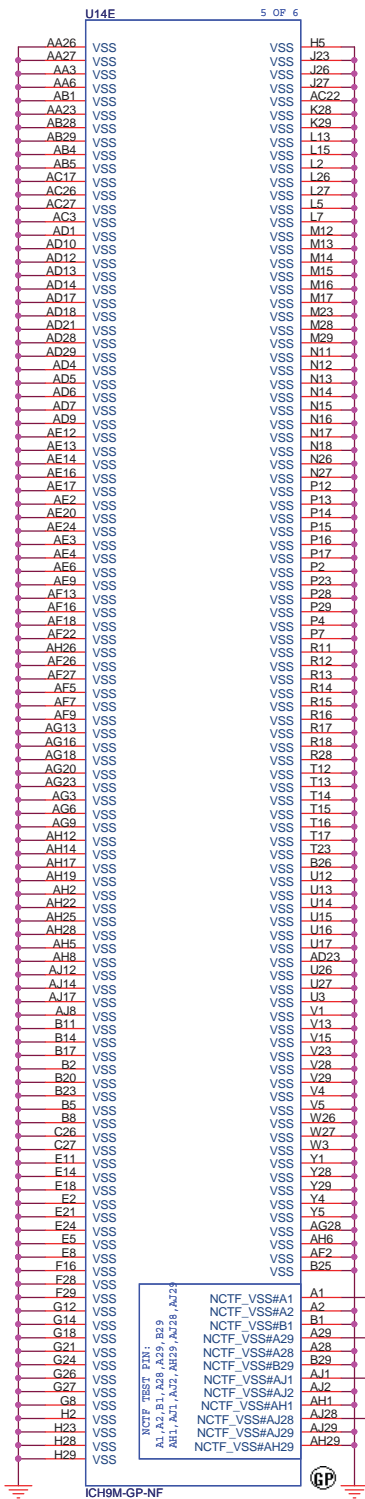 U14E 5 OF 6
AA26 VSS VSS H5
AA27 VSS VSS J23
AA3 VSS VSS J26
AA6 VSS VSS J27
AB1 VSS VSS AC22
AA23 VSS VSS K28
AB28 VSS VSS K29
AB29 VSS VSS L13
AB4 VSS VSS L15
AB5 VSS VSS L2
AC17 VSS VSS L26
AC26 VSS VSS L27
AC27 VSS VSS L5
AC3 VSS VSS L7
AD1 VSS VSS M12
AD10 VSS VSS M13
AD12 VSS VSS M14
AD13 VSS VSS M15
AD14 VSS VSS M16
AD17 VSS VSS M17
AD18 VSS VSS M23
AD21 VSS VSS M28
AD28 VSS VSS M29
AD29 VSS VSS N11
AD4 VSS VSS N12
AD5 VSS VSS N13
AD6 VSS VSS N14
AD7 VSS VSS N15
AD9 VSS VSS N16
AE12 VSS VSS N17
AE13 VSS VSS N18
AE14 VSS VSS N26
AE16 VSS VSS N27
AE17 VSS VSS P12
AE2 VSS VSS P13
AE20 VSS VSS P14
AE24 VSS VSS P15
AE3 VSS VSS P16
AE4 VSS VSS P17
AE6 VSS VSS P2
AE9 VSS VSS P23
AF13 VSS VSS P28
AF16 VSS VSS P29
AF18 VSS VSS P4
AF22 VSS VSS P7
AH26 VSS VSS R11
AF26 VSS VSS R12
AF27 VSS VSS R13
AF5 VSS VSS R14
AF7 VSS VSS R15
AF9 VSS VSS R16
AG13 VSS VSS R17
AG16 VSS VSS R18
AG18 VSS VSS R28
AG20 VSS VSS T12
AG23 VSS VSS T13
AG3 VSS VSS T14
AG6 VSS VSS T15
AG9 VSS VSS T16
AH12 VSS VSS T17
AH14 VSS VSS T23
AH17 VSS VSS B26
AH19 VSS VSS U12
AH2 VSS VSS U13
AH22 VSS VSS U14
AH25 VSS VSS U15
AH28 VSS VSS U16
AH5 VSS VSS U17
AH8 VSS VSS AD23
AJ12 VSS VSS U26
AJ14 VSS VSS U27
AJ17 VSS VSS U3
AJ8 VSS VSS V1
B11 VSS VSS V13
B14 VSS VSS V15
B17 VSS VSS V23
B2 VSS VSS V28
B20 VSS VSS V29
B23 VSS VSS V4
B5 VSS VSS V5
B8 VSS VSS W26
C26 VSS VSS W27
C27 VSS VSS W3
E11 VSS VSS Y1
E14 VSS VSS Y28
E18 VSS VSS Y29
E2 VSS VSS Y4
E21 VSS VSS Y5
E24 VSS VSS AG28
E5 VSS VSS AH6
E8 VSS VSS AF2
F16 VSS VSS B25
F28 VSS
F29 VSS NCTF_VSS#A1 A1
G12 VSS NCTF_VSS#A2 A2
G14 VSS NCTF_VSS#B1 B1
G18 VSS NCTF_VSS#A29 A29
G21 VSS NCTF_VSS#A28 A28
G24 VSS NCTF_VSS#B29 B29
G26 VSS NCTF_VSS#AJ1 AJ1
G27 VSS NCTF_VSS#AJ2 AJ2
G8 VSS NCTF_VSS#AH1 AH1
H2 VSS NCTF_VSS#AJ28 AJ28
H23 VSS NCTF_VSS#AJ29 AJ29
H28 VSS NCTF_VSS#AH29 AH29
H29 VSS
NCTF TEST PIN:
A1,A2,B1,A28,A29,B29
AH1,AJ1,AJ2,AH29,AJ28,AJ29
ICH9M-GP-NF
GP